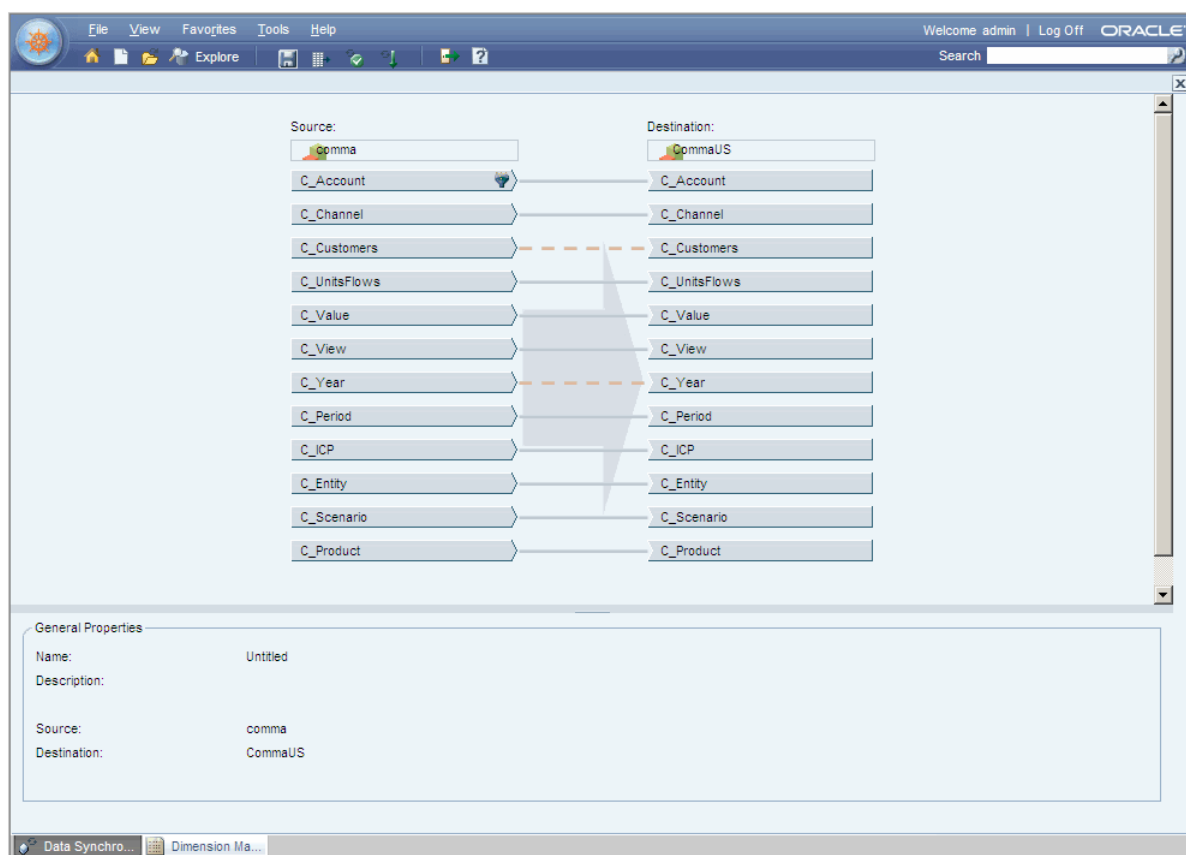 File View Favorites Tools Help Welcome admin | Log Off ORACLE
Explore Search
Source: Destination:
comma CommaUS
C_Account C_Account
C_Channel C_Channel
C_Customers C_Customers
C_UnitsFlows C_UnitsFlows
C_Value C_Value
C_View C_View
C_Year C_Year
C_Period C_Period
C_ICP C_ICP
C_Entity C_Entity
C_Scenario C_Scenario
C_Product C_Product
General Properties
Name: Untitled
Description:
Source: comma
Destination: CommaUS
Data Synchro... Dimension Ma...